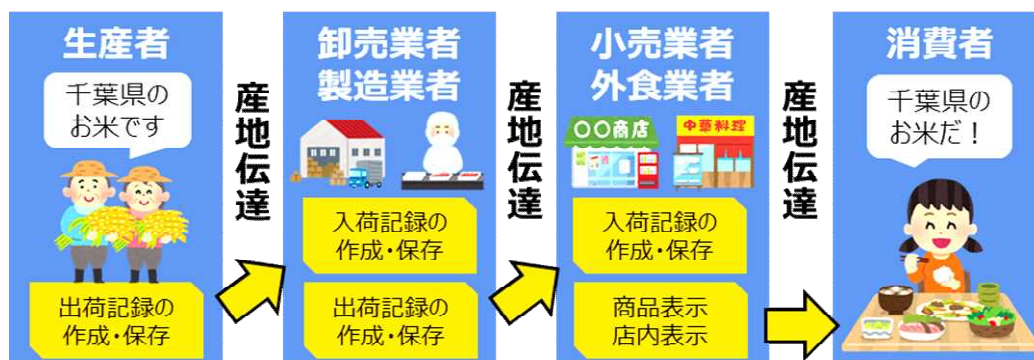 生産者
千葉県の
お米です
出荷記録の
作成・保存
産地伝達
卸売業者
製造業者
入荷記録の
作成・保存
出荷記録の
作成・保存
産地伝達
小売業者
外食業者
〇〇商店
中華料理
入荷記録の
作成・保存
商品表示
店内表示
産地伝達
消費者
千葉県の
お米だ！